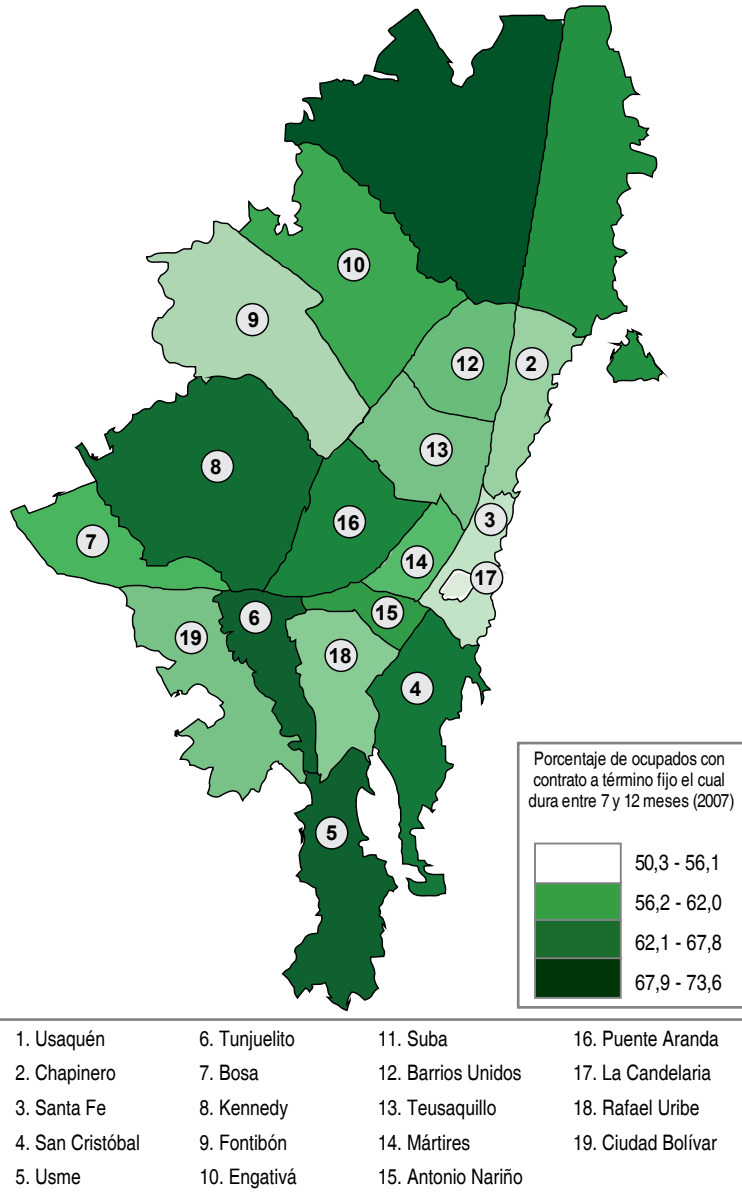 10
9
12
2
13
8
3
16
7
14
17
15
6
19
18
4
5
Porcentaje de ocupados con
contrato a término fijo el cual
dura entre 7 y 12 meses (2007)
50,3 - 56,1
56,2 - 62,0
62,1 - 67,8
67,9 - 73,6
1. Usaquén
2. Chapinero
3. Santa Fe
4. San Cristóbal
5. Usme
6. Tunjuelito
7. Bosa
8. Kennedy
9. Fontibón
10. Engativá
11. Suba
12. Barrios Unidos
13. Teusaquillo
14. Mártires
15. Antonio Nariño
16. Puente Aranda
17. La Candelaria
18. Rafael Uribe
19. Ciudad Bolívar